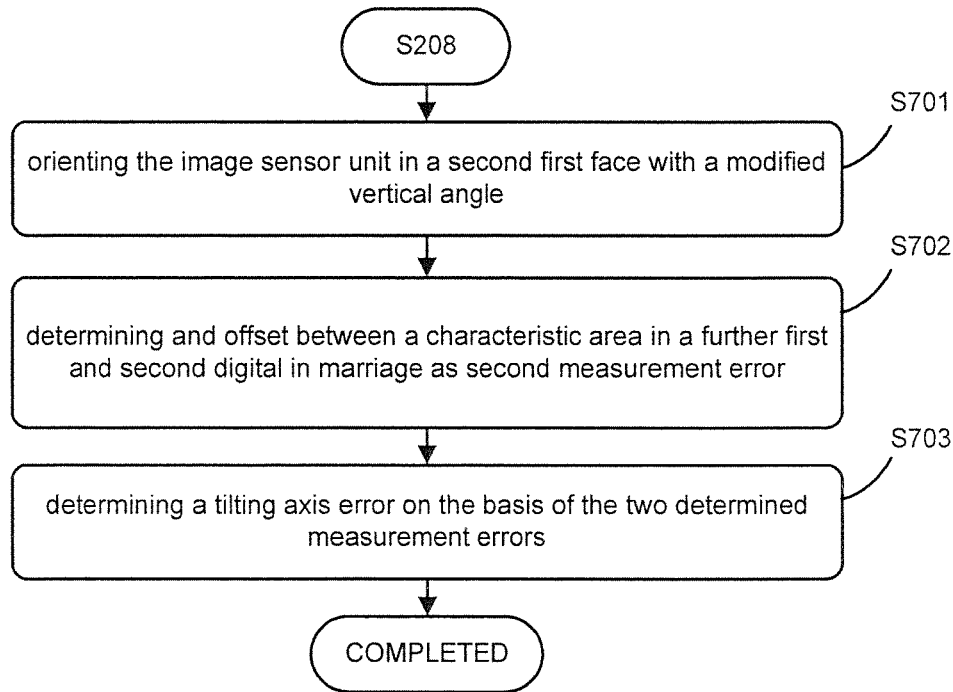 S208
S701
orienting the image sensor unit in a second first face with a modified
vertical angle
S702
determining and offset between a characteristic area in a further first
and second digital in marriage as second measurement error
S703
determining a tilting axis error on the basis of the two determined
measurement errors
COMPLETED